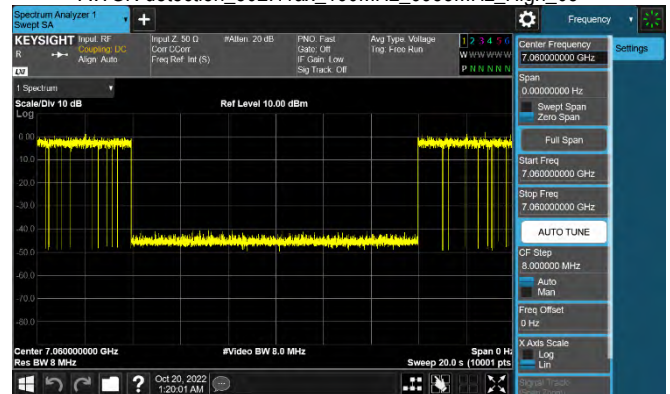 Spectrum Analyzer 1
Swept SA
Frequency
KEYSIGHT
Input: RF
Coupling: DC
Align: Auto
Input Z: 50 Ω
Corr CCorr
Freq Ref: Int (S)
#Atten: 20 dB
PNO: Fast
Gate: Off
IF Gain: Low
Sig Track: Off
Avg Type: Voltage
Trig: Free Run
1 2 3 4 5 6
W W W W W W
P N N N N N
R
LXI
1 Spectrum
Scale/Div 10 dB
Ref Level 10.00 dBm
Log
0.00
-10.0
-20.0
-30.0
-40.0
-50.0
-60.0
-70.0
-80.0
Center 7.060000000 GHz
Res BW 8 MHz
#Video BW 8.0 MHz
Span 0 Hz
Sweep 20.0 s (10001 pts
Oct 20, 2022
1:20:01 AM
?
Center Frequency
7.060000000 GHz
Settings
Span
0.00000000 Hz
Swept Span
Zero Span
Full Span
Start Freq
7.060000000 GHz
Stop Freq
7.060000000 GHz
AUTO TUNE
CF Step
8.000000 MHz
Auto
Man
Freq Offset
0 Hz
X Axis Scale
Log
Lin
Signal Track